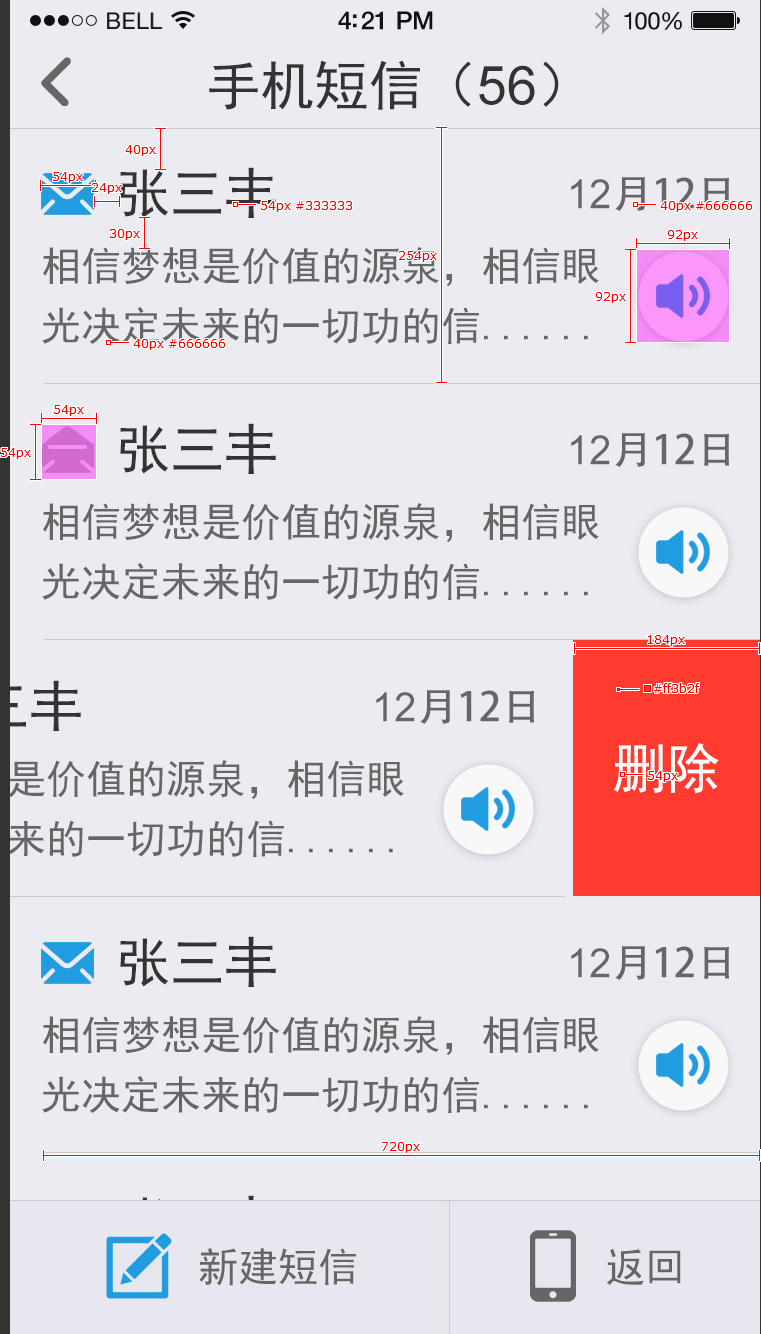 BELL 4:21 PM 100%
手机短信（56）
40px
54px
24px
张三丰
54px #333333
12月12日
40px #666666
30px
254px
92px
92px
相信梦想是价值的源泉，相信眼
光决定未来的一切功的信......
40px #666666
54px
54px
张三丰
12月12日
相信梦想是价值的源泉，相信眼
光决定未来的一切功的信......
184px
#ff3b2f
三丰
12月12日
删除
54px
是价值的源泉，相信眼
来的一切功的信......
张三丰
12月12日
相信梦想是价值的源泉，相信眼
光决定未来的一切功的信......
720px
新建短信
返回